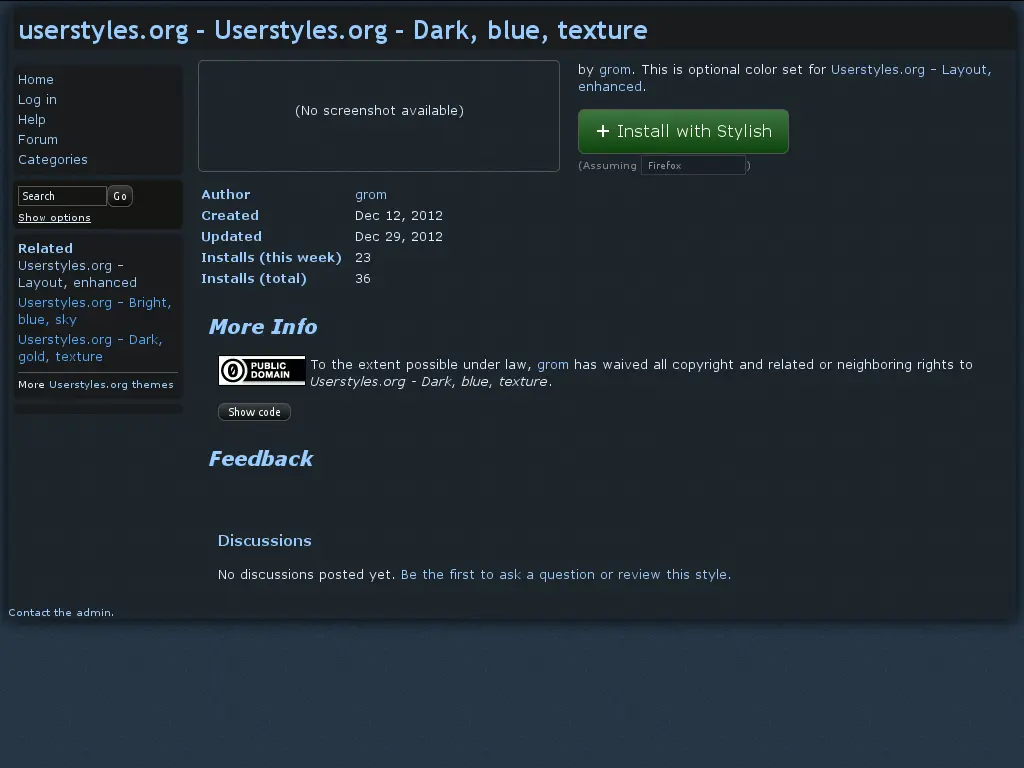 userstyles.org - Userstyles.org - Dark, blue, texture
Home
Log in
Help
Forum
Categories
Search
Go
Show options
Related
Userstyles.org -
Layout, enhanced
Userstyles.org - Bright,
blue, sky
Userstyles.org - Dark,
gold, texture
More Userstyles.org themes
(No screenshot available)
by grom. This is optional color set for Userstyles.org - Layout,
enhanced.
+ Install with Stylish
(Assuming Firefox )
Author grom
Created Dec 12, 2012
Updated Dec 29, 2012
Installs (this week) 23
Installs (total) 36
More Info
PUBLIC
DOMAIN
To the extent possible under law, grom has waived all copyright and related or neighboring rights to
Userstyles.org - Dark, blue, texture.
Show code
Feedback
Discussions
No discussions posted yet. Be the first to ask a question or review this style.
Contact the admin.